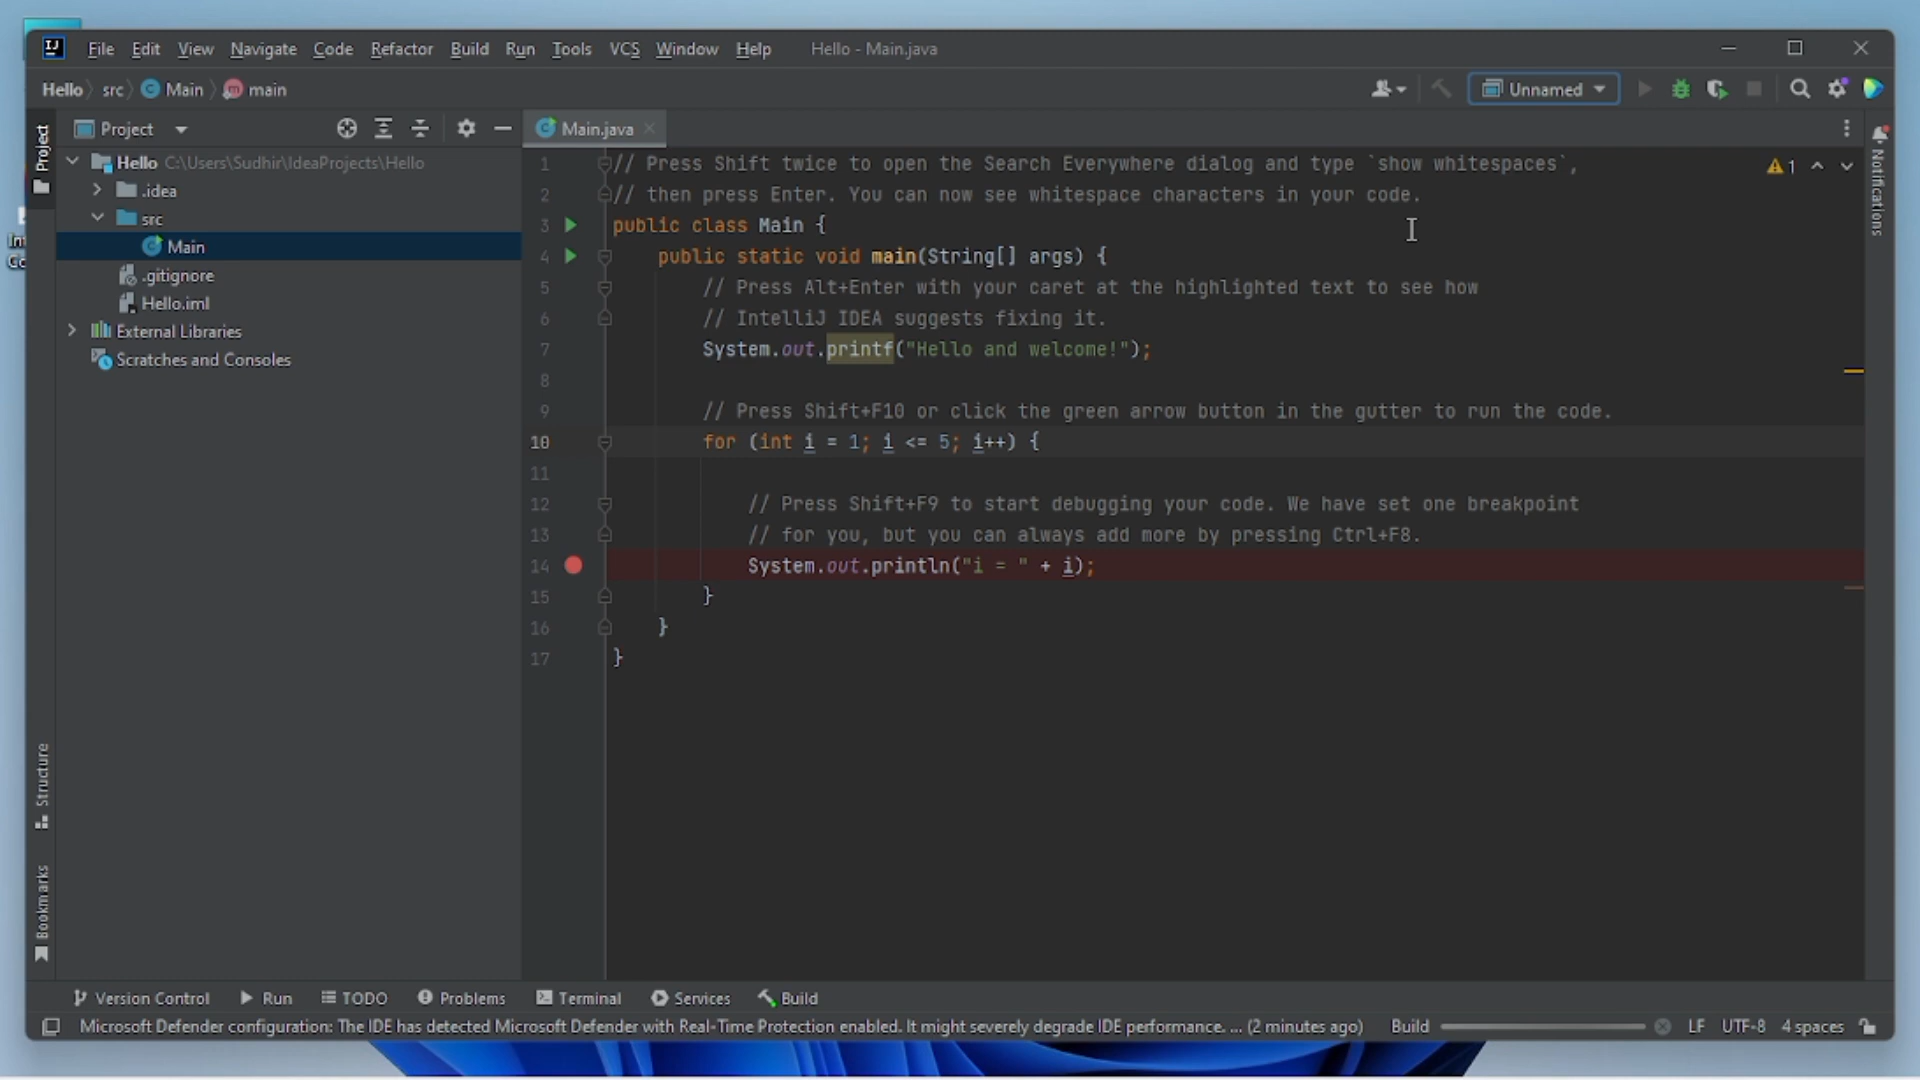 IJ File Edit View Navigate Code Refactor Build Run Tools VCS Window Help Hello - Main.java
Hello src Main main Unnamed
Project Main.java
Project
Hello C:\Users\Sudhir\IdeaProjects\Hello
.idea
src
Main
.gitignore
Hello.iml
External Libraries
Scratches and Consoles
1 // Press Shift twice to open the Search Everywhere dialog and type `show whitespaces`,
2 // then press Enter. You can now see whitespace characters in your code.
3 public class Main {
4 public static void main(String[] args) {
5 // Press Alt+Enter with your caret at the highlighted text to see how
6 // IntelliJ IDEA suggests fixing it.
7 System.out.printf("Hello and welcome!");
8
9 // Press Shift+F10 or click the green arrow button in the gutter to run the code.
10 for (int i = 1; i <= 5; i++) {
11
12 // Press Shift+F9 to start debugging your code. We have set one breakpoint
13 // for you, but you can always add more by pressing Ctrl+F8.
14 System.out.println("i = " + i);
15 }
16 }
17 }
1
Notifications
Structure
Bookmarks
Version Control Run TODO Problems Terminal Services Build
Microsoft Defender configuration: The IDE has detected Microsoft Defender with Real-Time Protection enabled. It might severely degrade IDE performance. ... (2 minutes ago) Build LF UTF-8 4 spaces